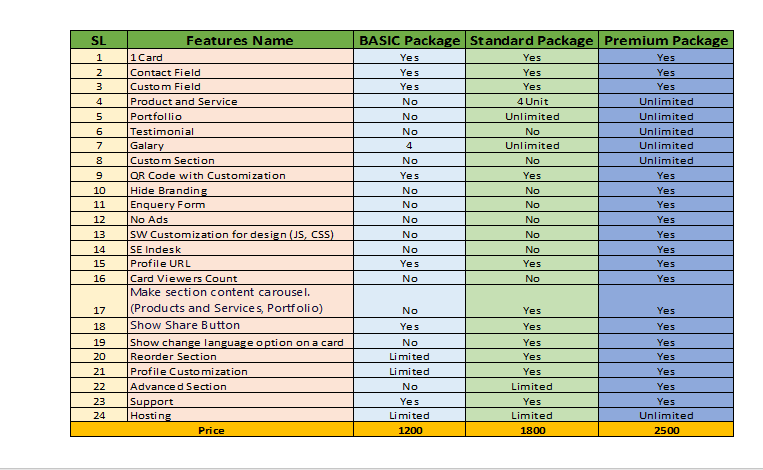 SL Features Name BASIC Package Standard Package Premium Package
1 1 Card Yes Yes Yes
2 Contact Field Yes Yes Yes
3 Custom Field Yes Yes Yes
4 Product and Service No 4 Unit Unlimited
5 Portfollio No Unlimited Unlimited
6 Testimonial No No Unlimited
7 Galary 4 Unlimited Unlimited
8 Custom Section No No Unlimited
9 QR Code with Customization Yes Yes Yes
10 Hide Branding No No Yes
11 Enquery Form No No Yes
12 No Ads No No Yes
13 SW Customization for design (JS, CSS) No No Yes
14 SE Indesk No No Yes
15 Profile URL Yes Yes Yes
16 Card Viewers Count No No Yes
Make section content carousel.
17 (Products and Services, Portfolio) No Yes Yes
18 Show Share Button Yes Yes Yes
19 Show change language option on a card No Yes Yes
20 Reorder Section Limited Yes Yes
21 Profile Customization Limited Yes Yes
22 Advanced Section No Limited Yes
23 Support Yes Yes Yes
24 Hosting Limited Limited Unlimited
Price 1200 1800 2500